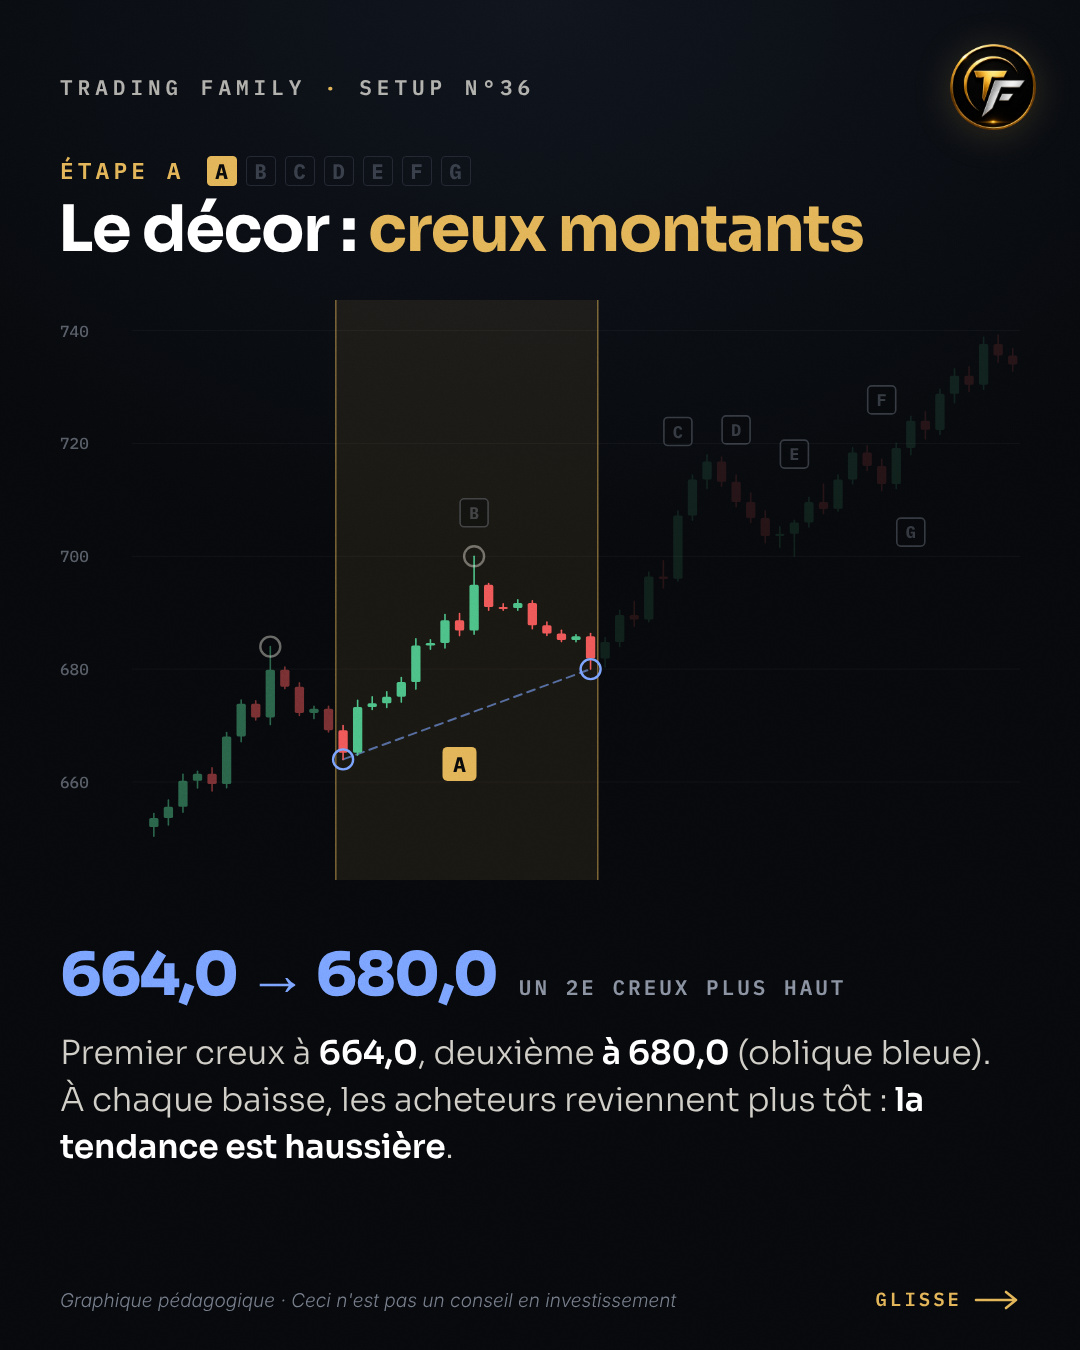 TRADING FAMILY · SETUP N°36
TF
ÉTAPE A A B C D E F G
Le décor : creux montants
740
720
700
680
660
C
D
E
F
G
B
A
664,0 → 680,0 UN 2E CREUX PLUS HAUT
Premier creux à 664,0, deuxième à 680,0 (oblique bleue).
À chaque baisse, les acheteurs reviennent plus tôt : la
tendance est haussière.
Graphique pédagogique · Ceci n'est pas un conseil en investissement
GLISSE →